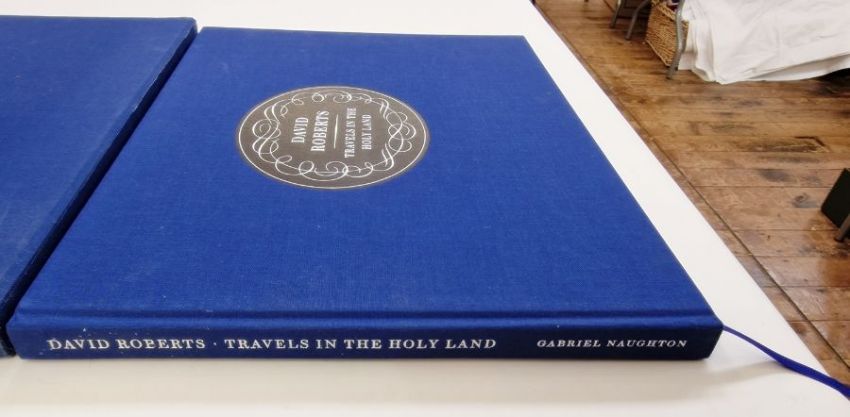 DAVID
ROBERTS
TRAVELS IN THE
HOLY LAND
DAVID ROBERTS · TRAVELS IN THE HOLY LAND GABRIEL NAUGHTON